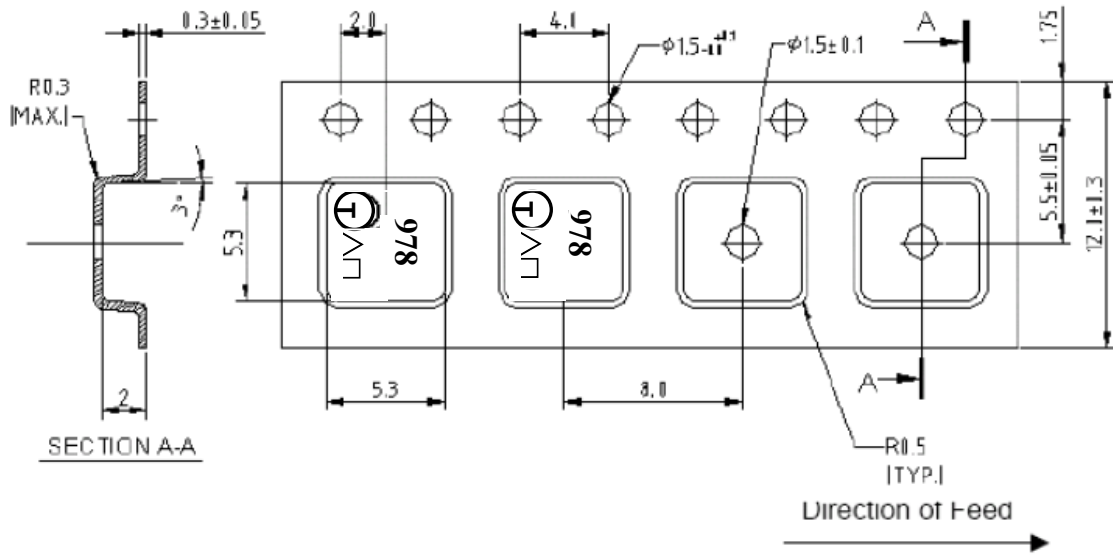 0.3±0.05
2.0
4.1
ϕ1.5
ϕ1.5±0.1
A
1.75
R0.3
[MAX.]
3°
5.3
978
978
5.5±0.05
12.1±0.3
2
5.3
8.0
A
R0.5
[TYP.]
SECTION A-A
Direction of Feed